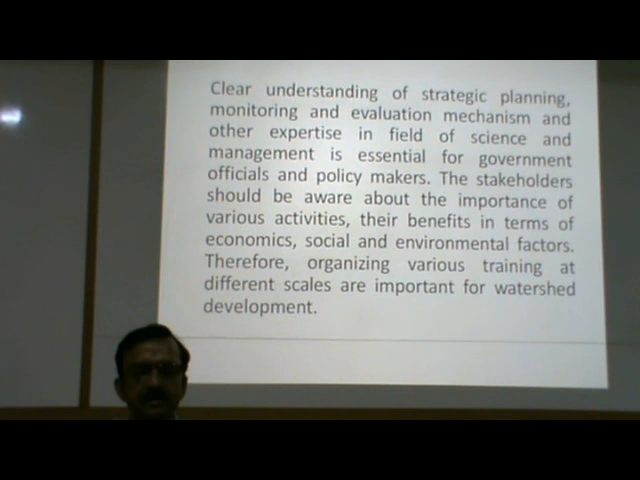 Clear understanding of strategic planning,
monitoring and evaluation mechanism and
other expertise in field of science and
management is essential for government
officials and policy makers. The stakeholders
should be aware about the importance of
various activities, their benefits in terms of
economics, social and environmental factors.
Therefore, organizing various training at
different scales are important for watershed
development.